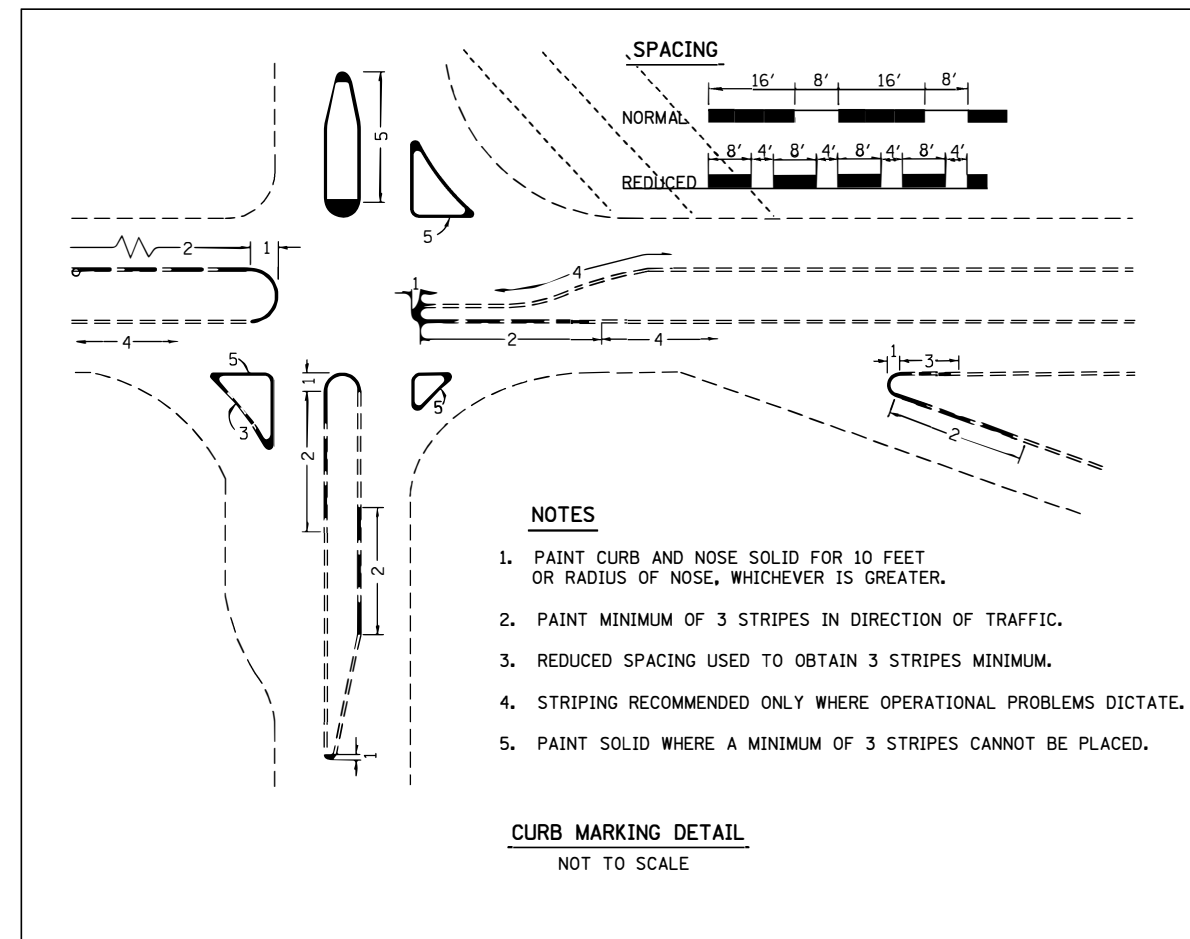 SPACING
16' 8' 16' 8'
NORMAL
8' 4' 8' 4' 8' 4' 8' 4'
REDUCED
5
5
2 1
4
1
4
2 4
5
3
1
5
1 3
2
2
2
1
NOTES
1. PAINT CURB AND NOSE SOLID FOR 10 FEET
OR RADIUS OF NOSE, WHICHEVER IS GREATER.
2. PAINT MINIMUM OF 3 STRIPES IN DIRECTION OF TRAFFIC.
3. REDUCED SPACING USED TO OBTAIN 3 STRIPES MINIMUM.
4. STRIPING RECOMMENDED ONLY WHERE OPERATIONAL PROBLEMS DICTATE.
5. PAINT SOLID WHERE A MINIMUM OF 3 STRIPES CANNOT BE PLACED.
CURB MARKING DETAIL
NOT TO SCALE